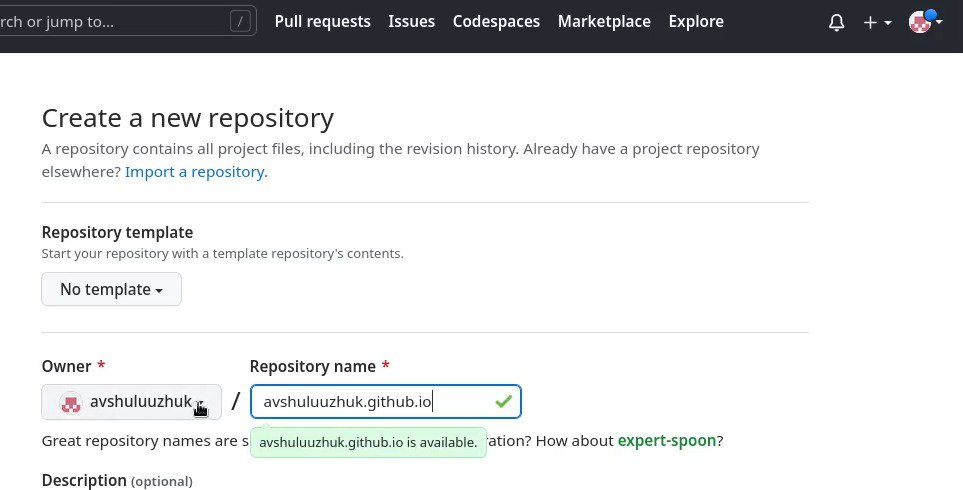 rch or jump to... / Pull requests Issues Codespaces Marketplace Explore
Create a new repository
A repository contains all project files, including the revision history. Already have a project repository
elsewhere? Import a repository.
Repository template
Start your repository with a template repository's contents.
No template
Owner * Repository name *
avshuluuzhuk / avshuluuzhuk.github.io
Great repository names are s ation? How about expert-spoon?
avshuluuzhuk.github.io is available.
Description (optional)